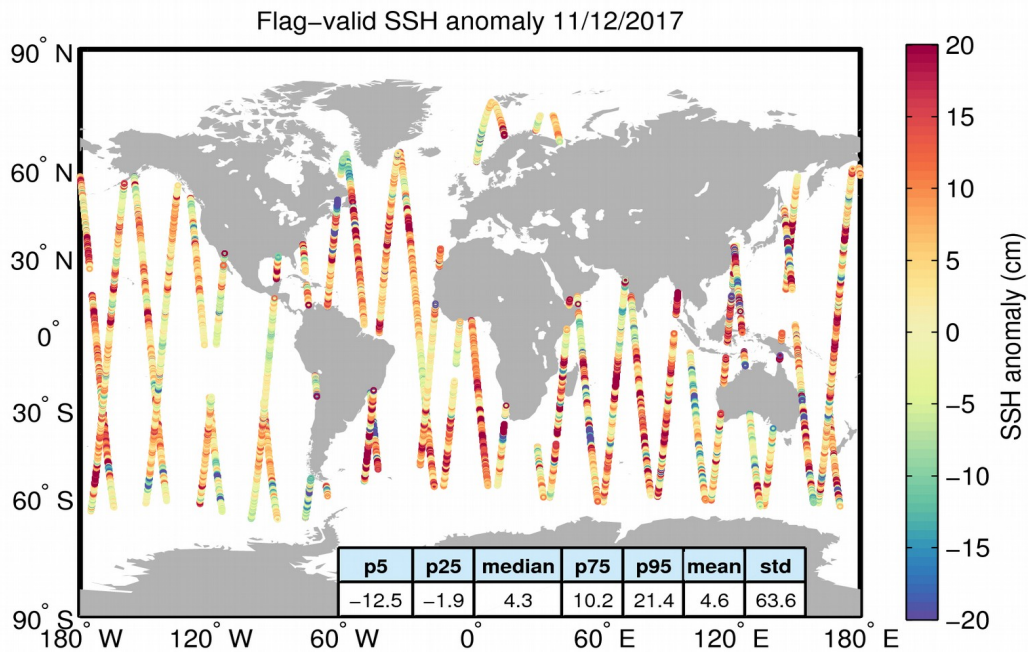 Flag−valid SSH anomaly 11/12/2017
90° N
60° N
30° N
0°
30° S
60° S
90° S
180° W
120° W
60° W
0°
60° E
120° E
180° E
p5 p25 median p75 p95 mean std
−12.5 −1.9 4.3 10.2 21.4 4.6 63.6
20
15
10
5
0
−5
−10
−15
−20
SSH anomaly (cm)